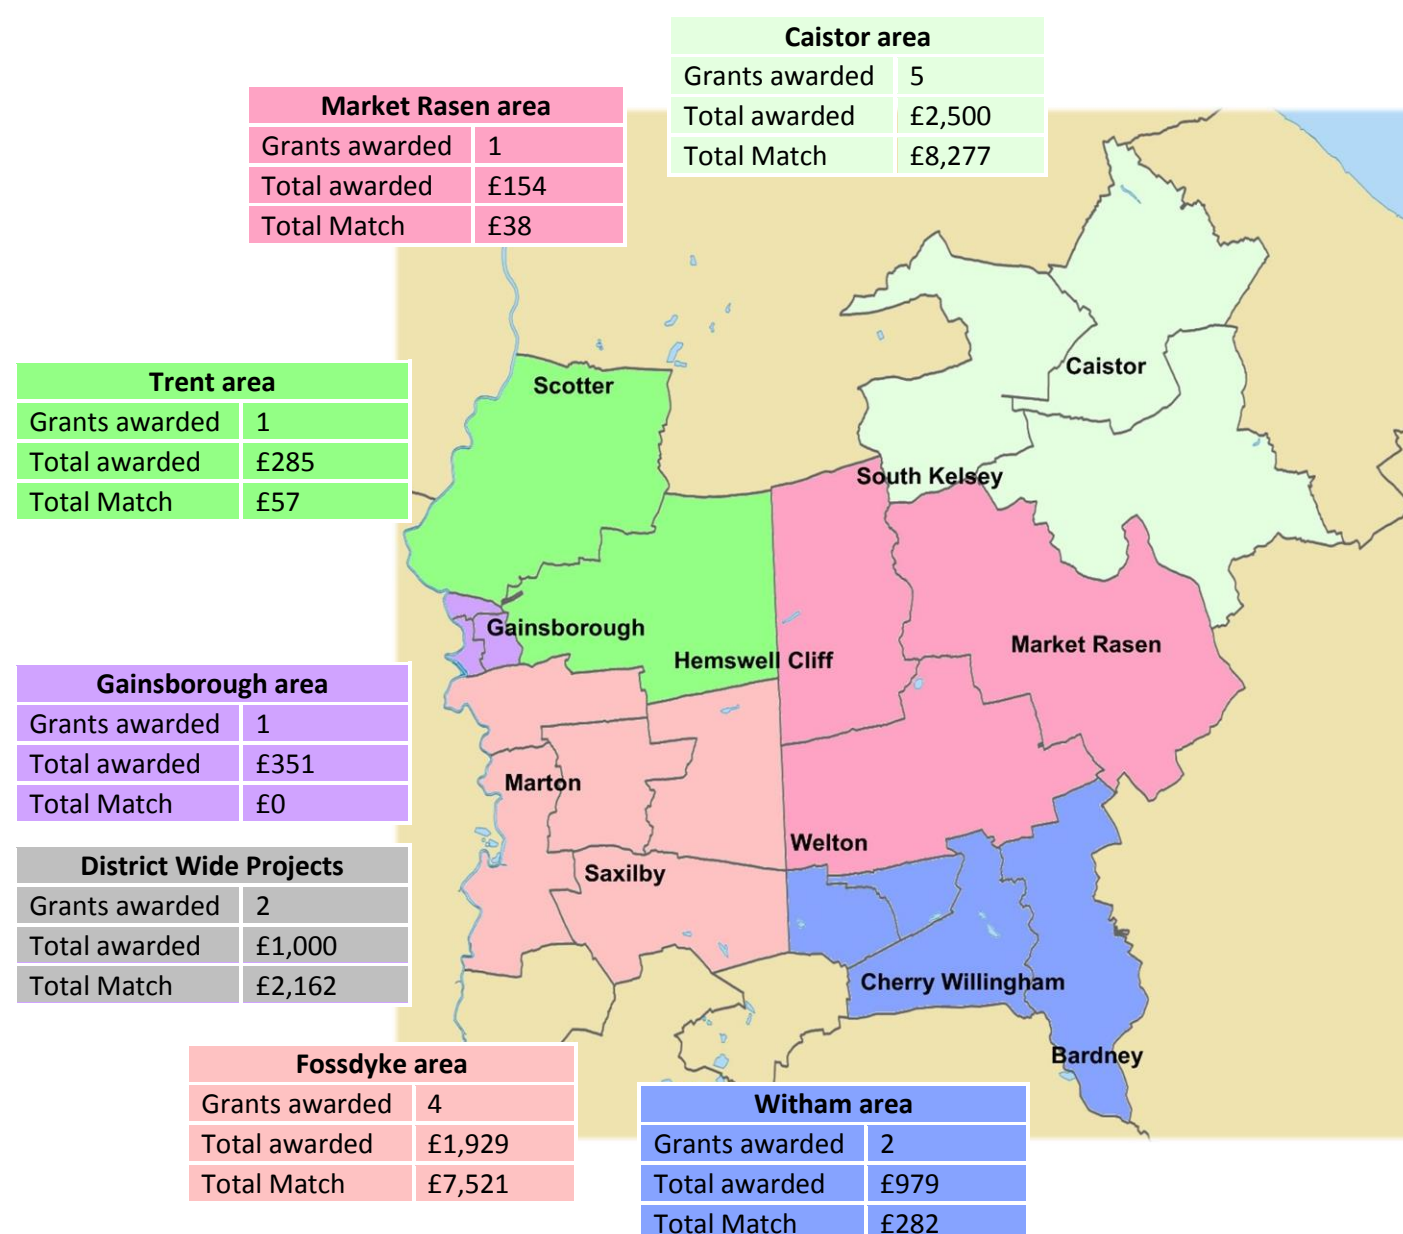 Caistor area
Grants awarded 5
Total awarded £2,500
Total Match £8,277
Market Rasen area
Grants awarded 1
Total awarded £154
Total Match £38
Trent area
Grants awarded 1
Total awarded £285
Total Match £57
Gainsborough area
Grants awarded 1
Total awarded £351
Total Match £0
District Wide Projects
Grants awarded 2
Total awarded £1,000
Total Match £2,162
Fossdyke area
Grants awarded 4
Total awarded £1,929
Total Match £7,521
Witham area
Grants awarded 2
Total awarded £979
Total Match £282
Caistor
Scotter
South Kelsey
Gainsborough
Market Rasen
Hemswell Cliff
Marton
Welton
Saxilby
Cherry Willingham
Bardney